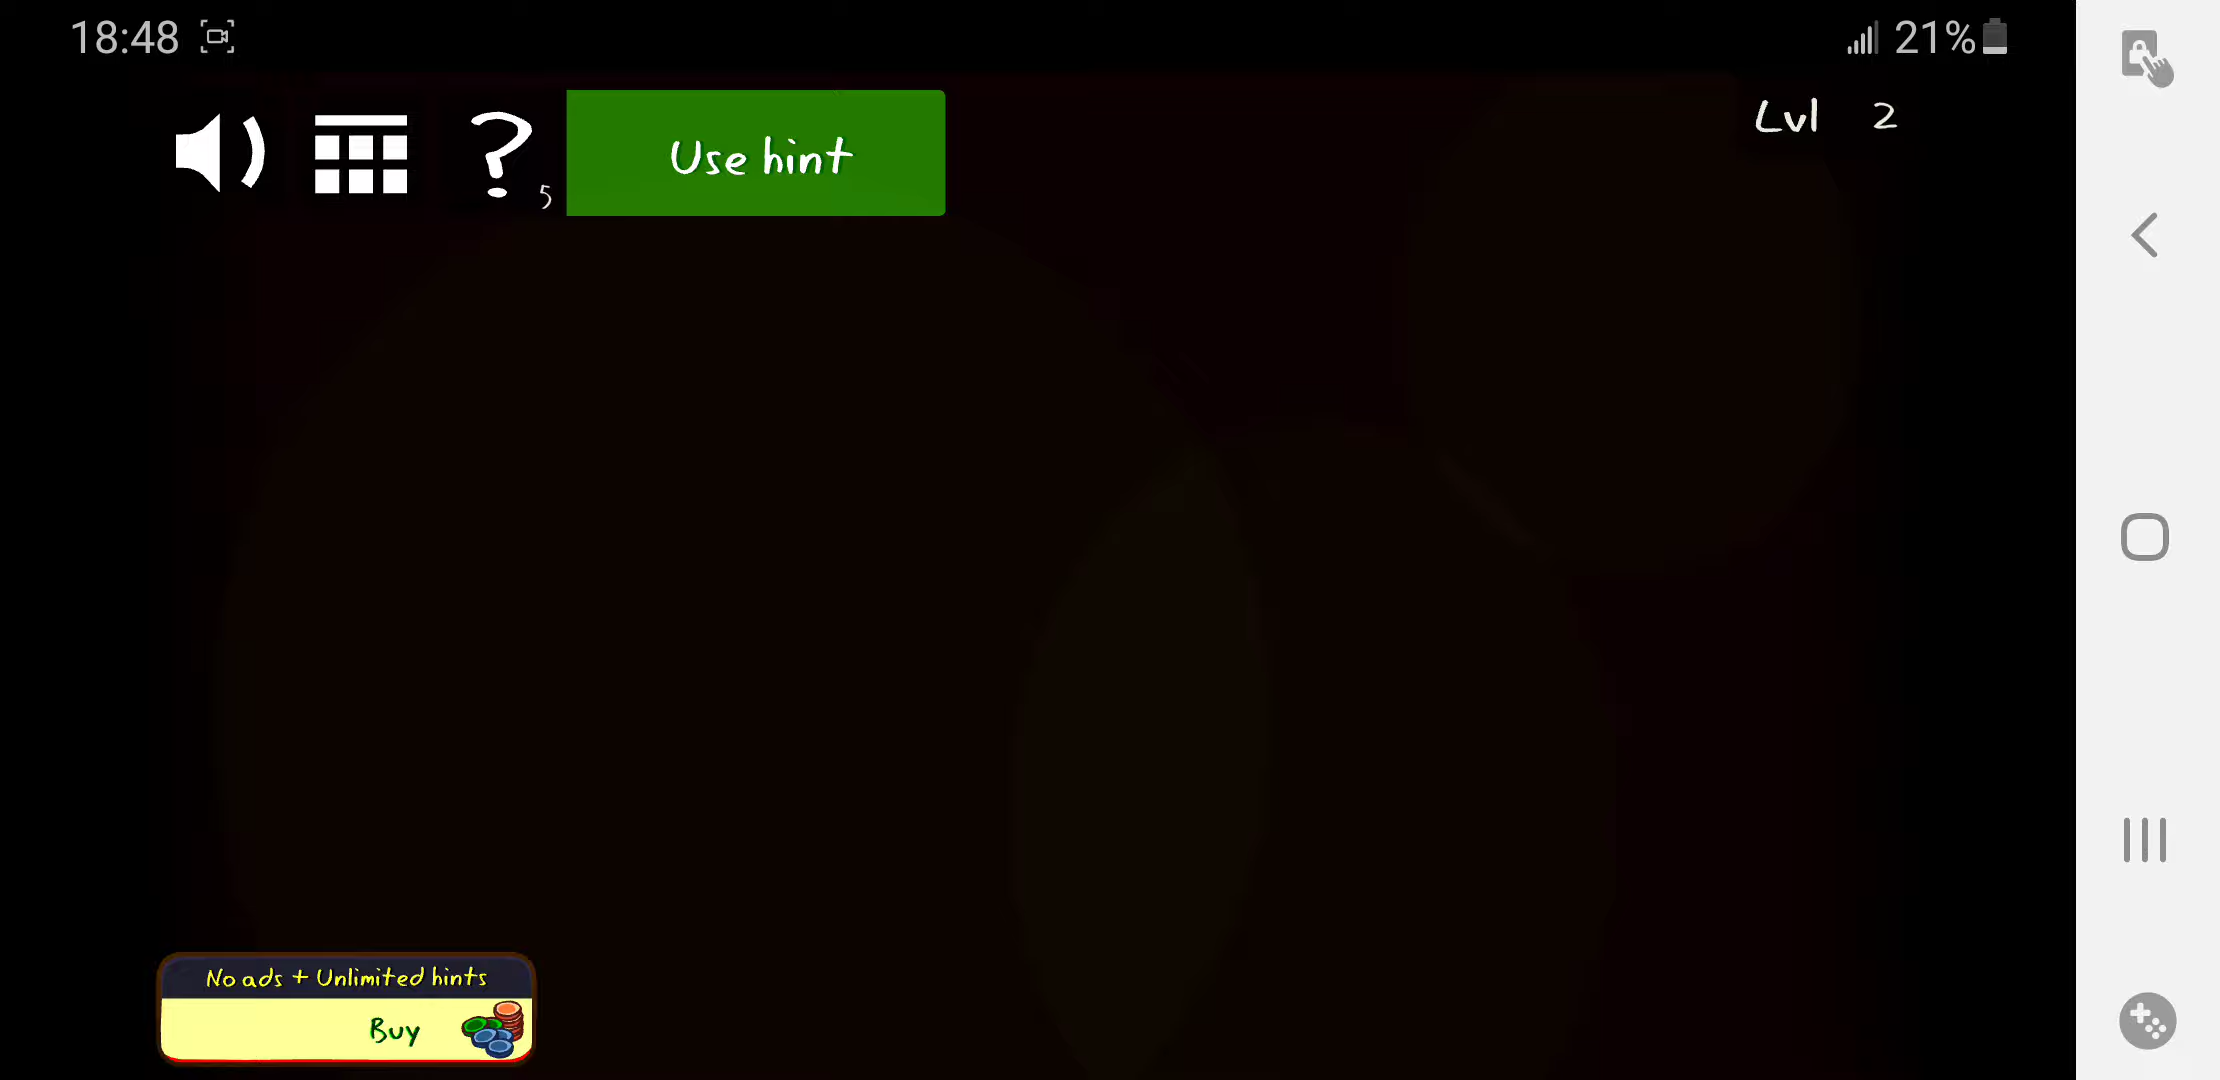 18:48
21%
Lvl 2
?
5
Use hint
No ads + Unlimited hints
Buy